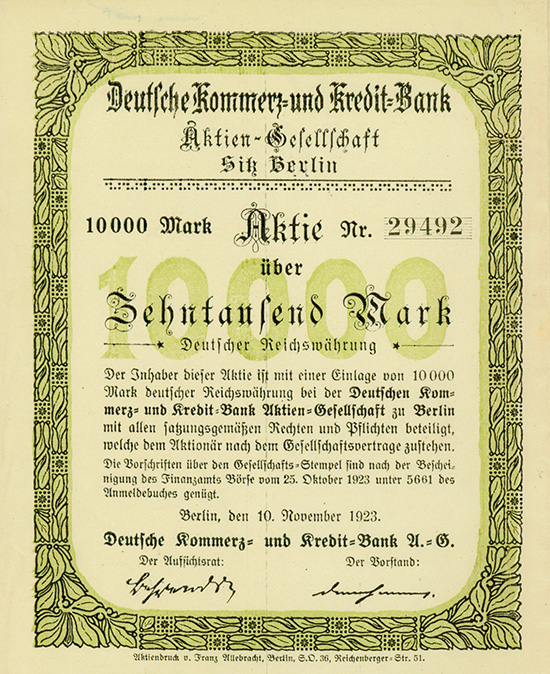 Deutsche Kommerz- und Kredit-Bank
Aktien-Gesellschaft
Sitz Berlin
10000 Mark Aktie Nr. 29492
über
10000
Zehntausend Mark
Deutscher Reichswährung
Der Inhaber dieser Aktie ist mit einer Einlage von 10000
Mark deutscher Reichswährung bei der Deutschen Kom-
merz- und Kredit-Bank Aktien-Gesellschaft zu Berlin
mit allen satzungsgemäßen Rechten und Pflichten beteiligt,
welche dem Aktionär nach dem Gesellschaftsvertrage zustehen.
Die Vorschriften über den Gesellschafts-Stempel sind nach der Beschei-
nigung des Finanzamts Börse vom 25. Oktober 1923 unter 5661 des
Anmeldebuches genügt.
Berlin, den 10. November 1923.
Deutsche Kommerz- und Kredit-Bank A.-G.
Der Aufsichtsrat: Der Vorstand:
Aktiendruck v. Franz Allebracht, Berlin, S.O. 36, Reichenberger-Str. 51.